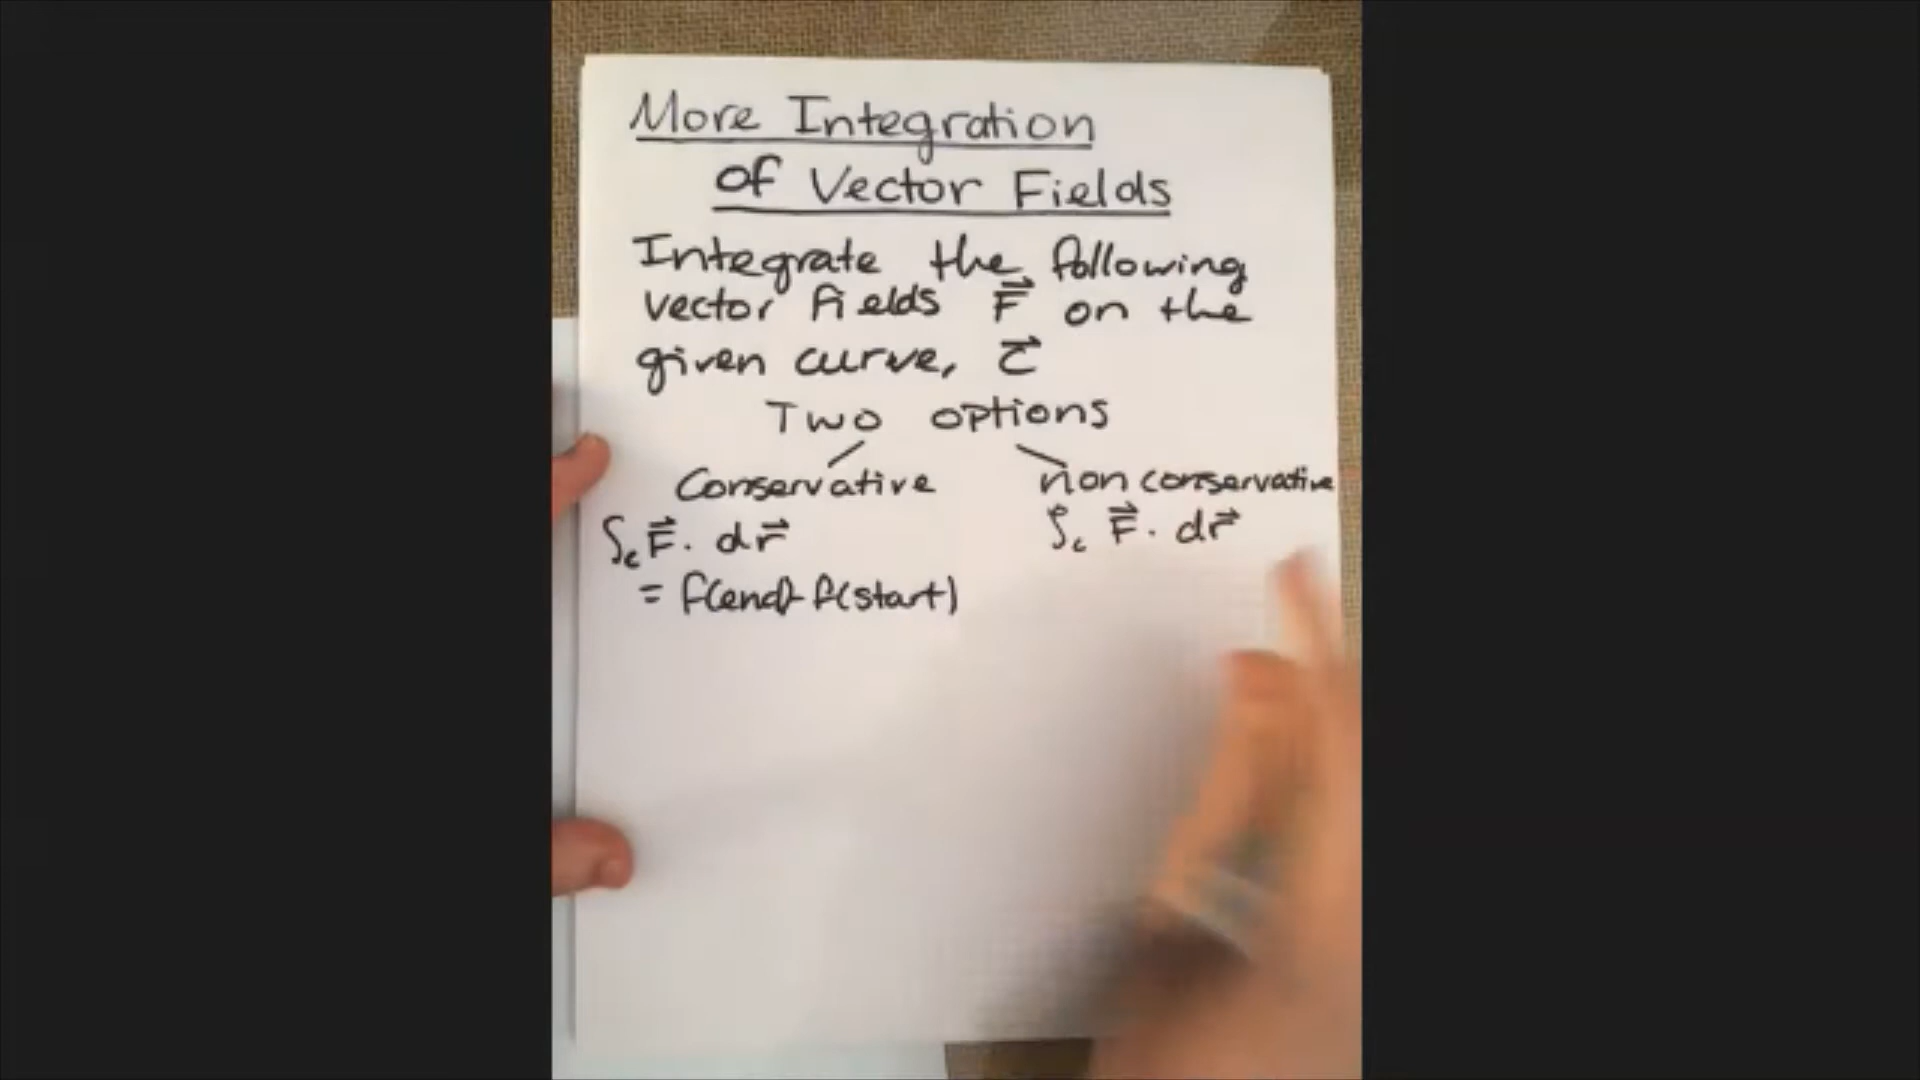 More Integration
of Vector Fields
Integrate the following
vector fields F⃗ on the
given curve, C⃗
Two options
Conservative non conservative
∫c F⃗ · dr⃗ ∫c F⃗ · dr⃗
= f(end)-f(start)